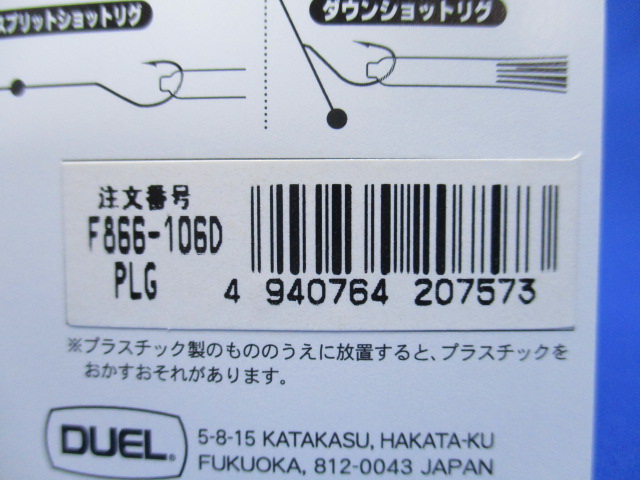 スプリットショットリグ
ダウンショットリグ
注文番号
F866-106D
PLG
4 940764 207573
※プラスチック製のもののうえに放置すると、プラスチックを
おかすおそれがあります。
DUEL®
5-8-15 KATAKASU, HAKATA-KU
FUKUOKA, 812-0043 JAPAN